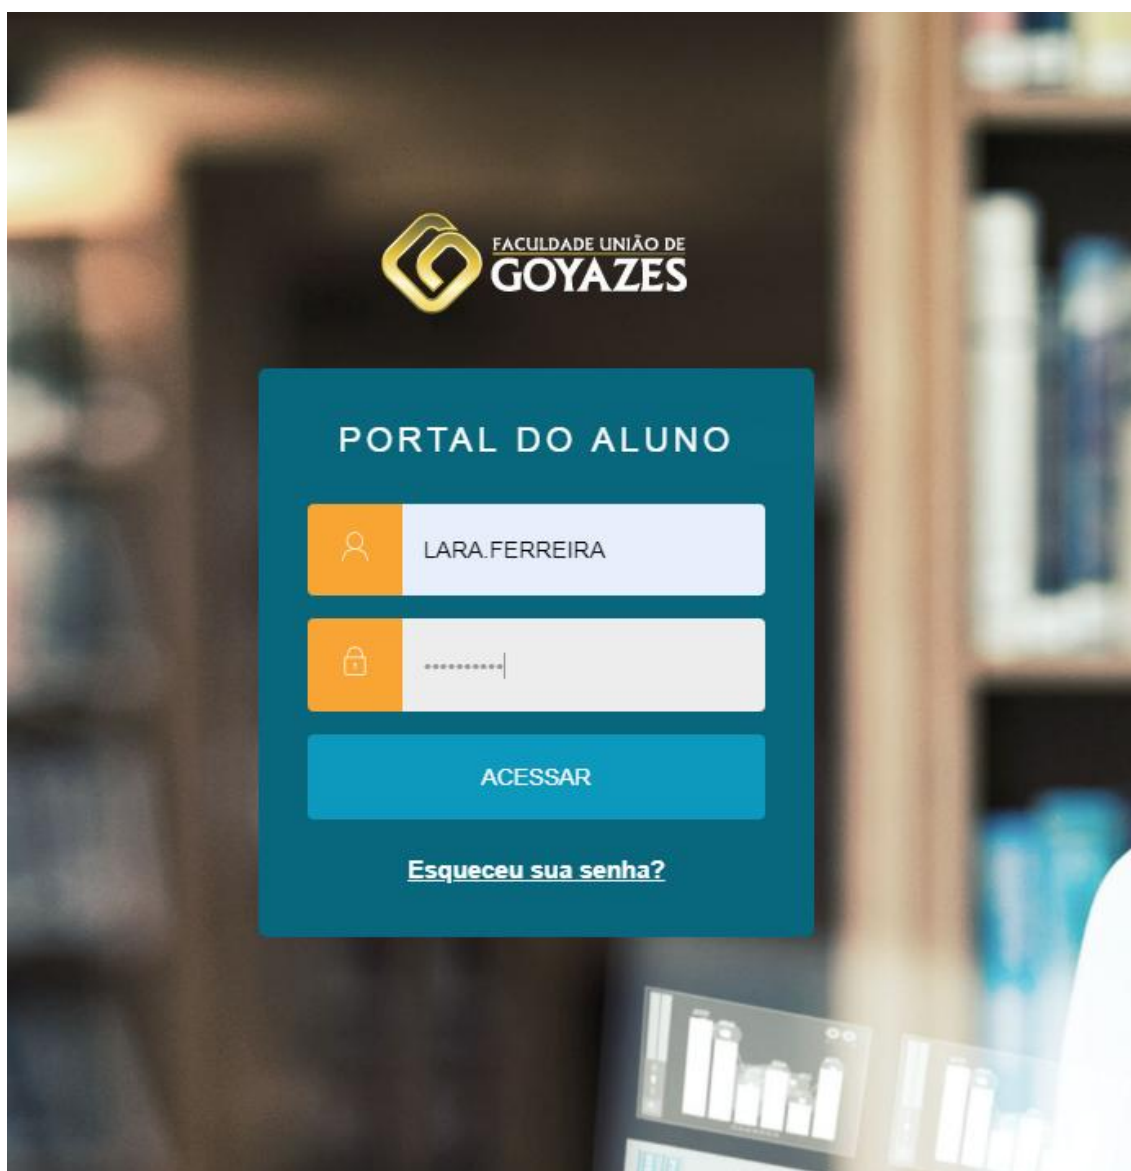 FACULDADE UNIÃO DE
GOYAZES
PORTAL DO ALUNO
LARA.FERREIRA
••••••••••
ACESSAR
Esqueceu sua senha?